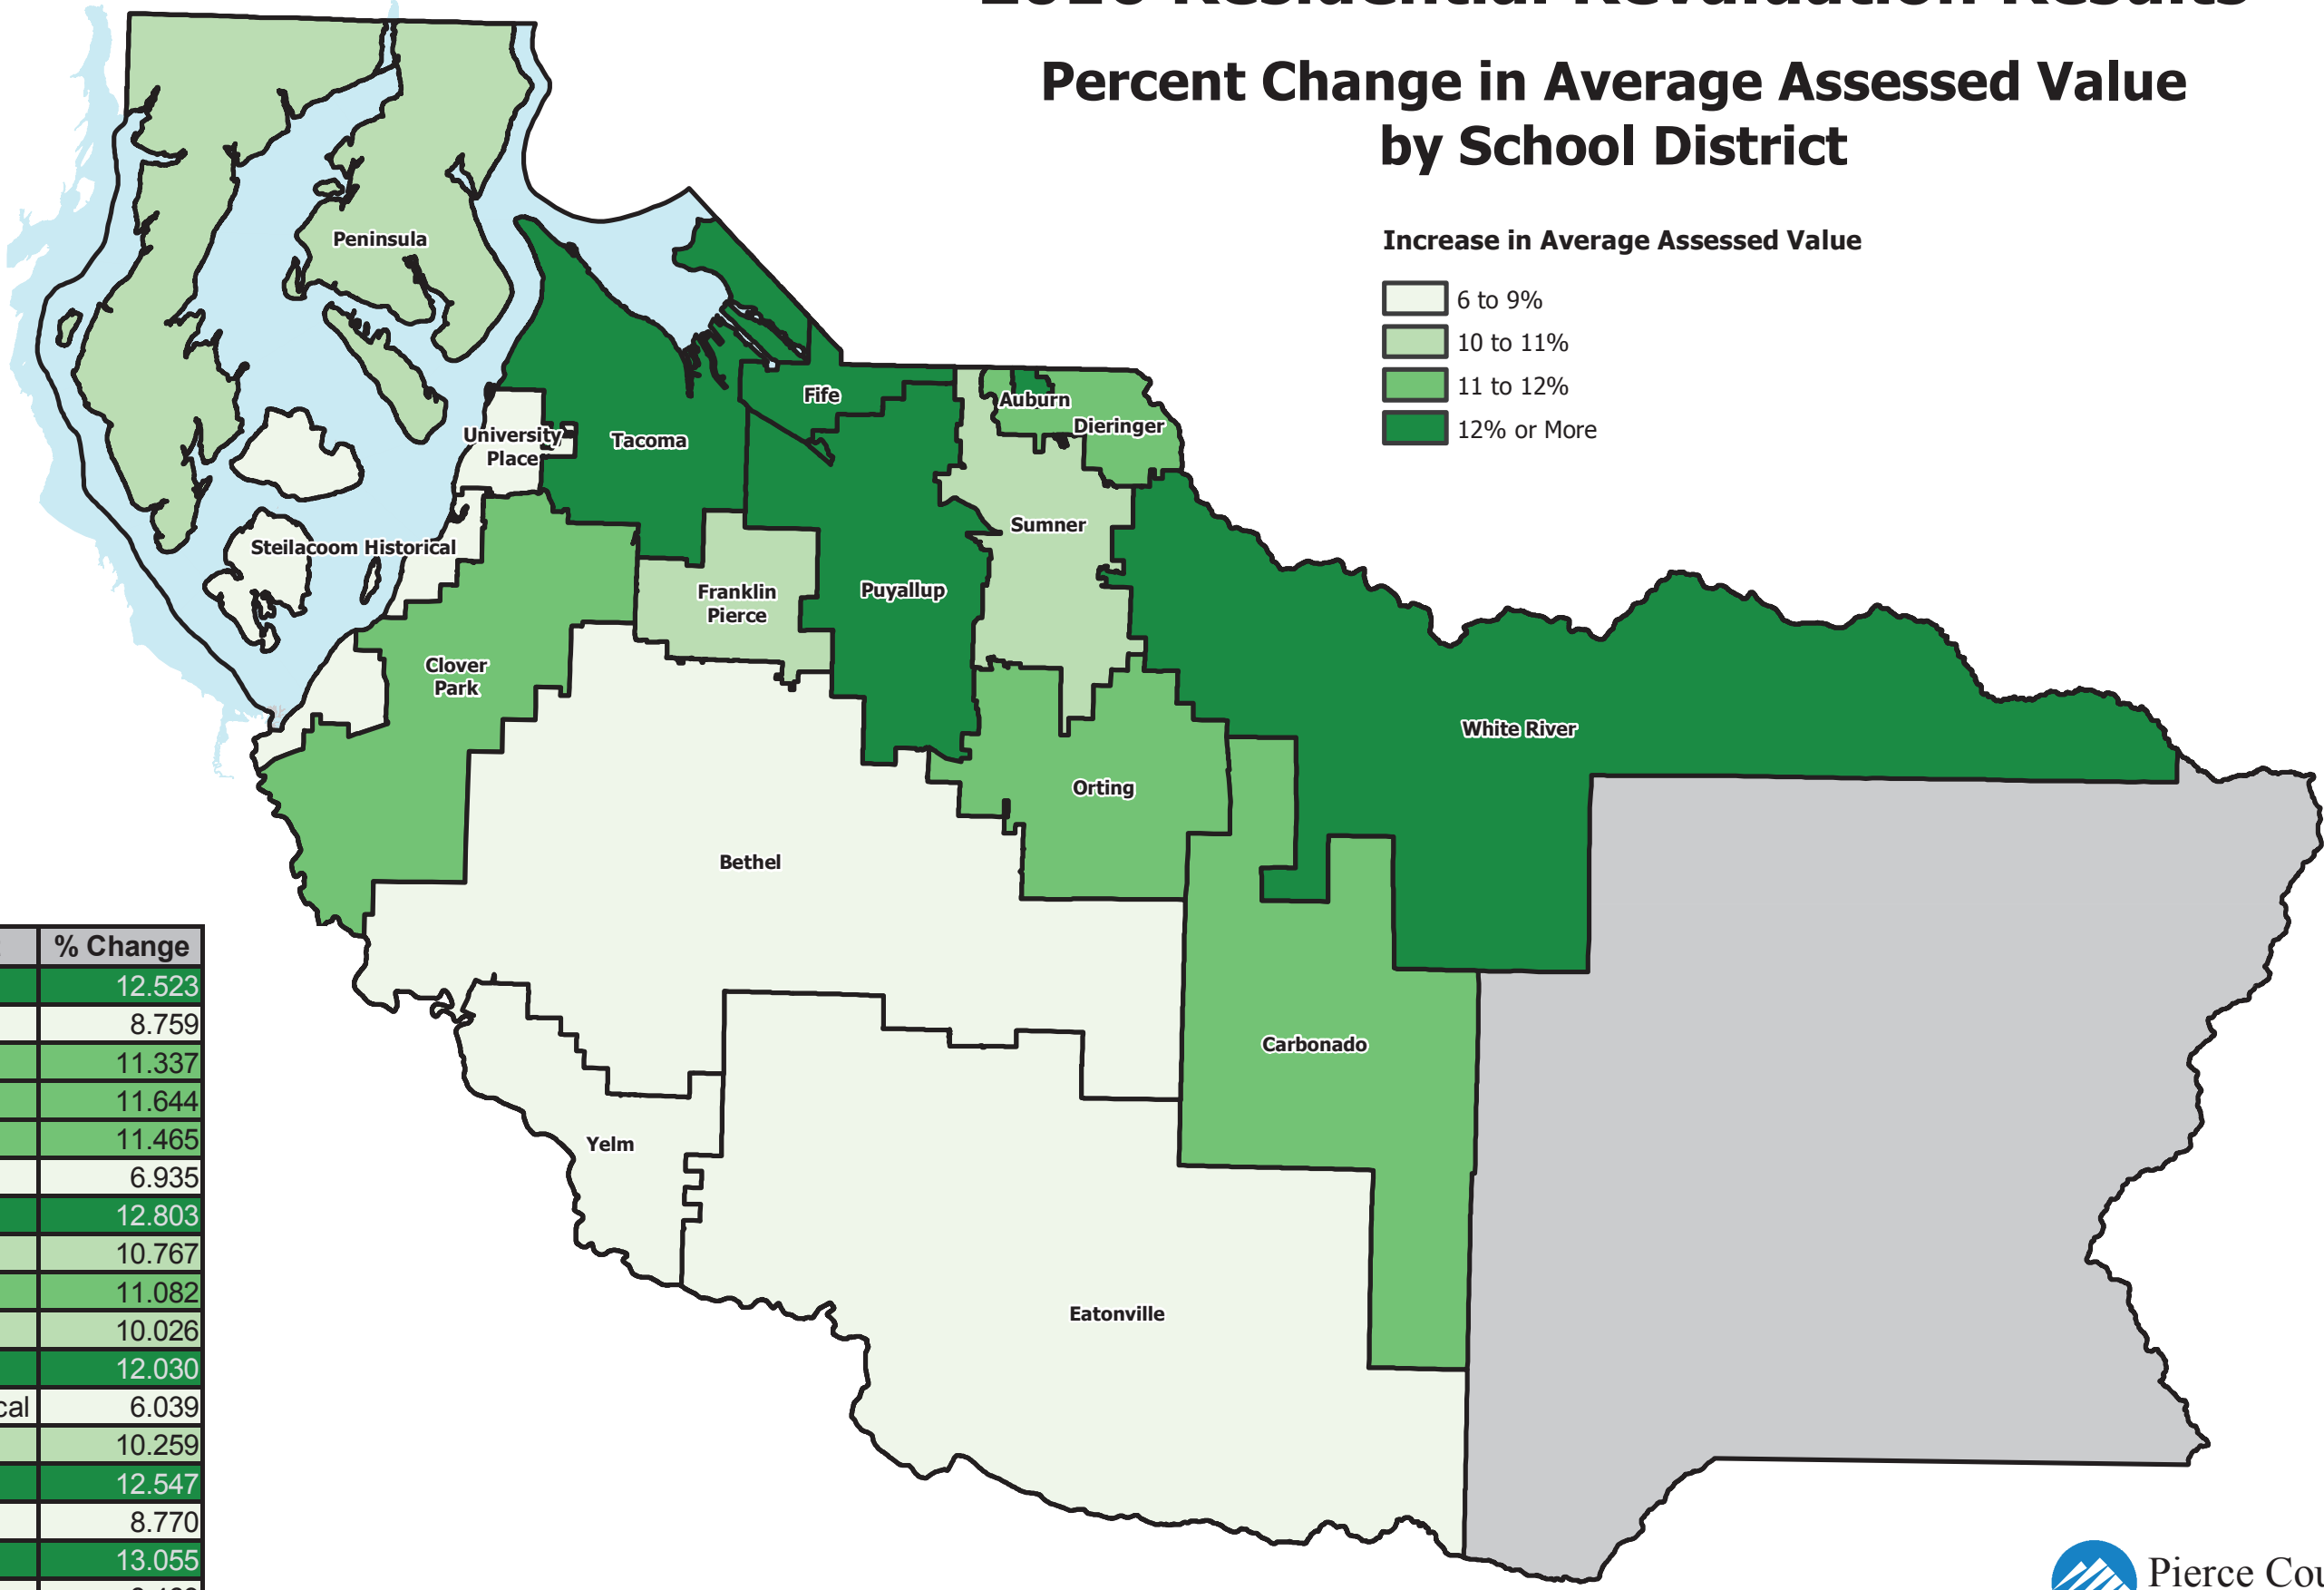 Percent Change in Average Assessed Value
by School District
Increase in Average Assessed Value
6 to 9%
10 to 11%
11 to 12%
12% or More
Peninsula
Fife
Auburn
Dieringer
University
Place
Tacoma
Sumner
Steilacoom Historical
Franklin
Pierce
Puyallup
Clover
Park
White River
Orting
Bethel
Carbonado
Yelm
Eatonville
% Change
12.523
8.759
11.337
11.644
11.465
6.935
12.803
10.767
11.082
10.026
12.030
6.039
10.259
12.547
8.770
13.055
Pierce